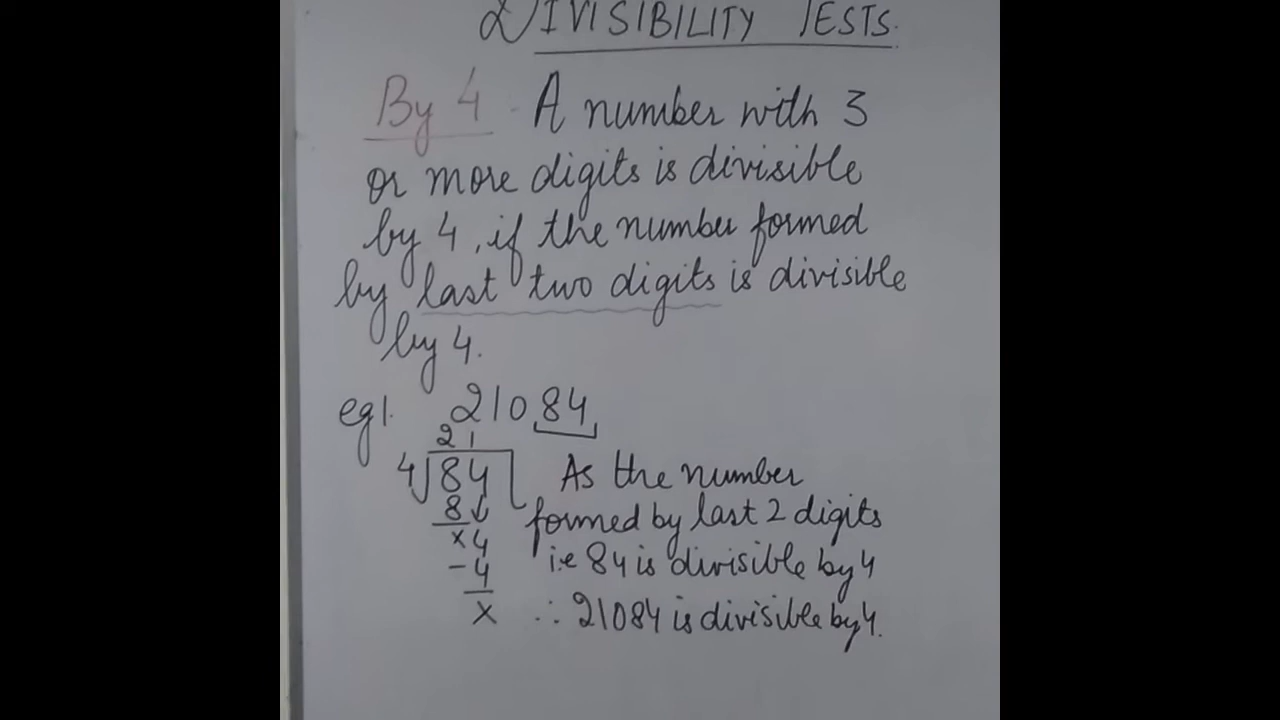 DIVISIBILITY TESTS.
By 4 - A number with 3
or more digits is divisible
by 4, if the number formed
by last two digits is divisible
by 4.
eg1. 21084
21
4 84 As the number
8 formed by last 2 digits
x4 i.e 84 is divisible by 4
-4
x ∴ 21084 is divisible by 4.